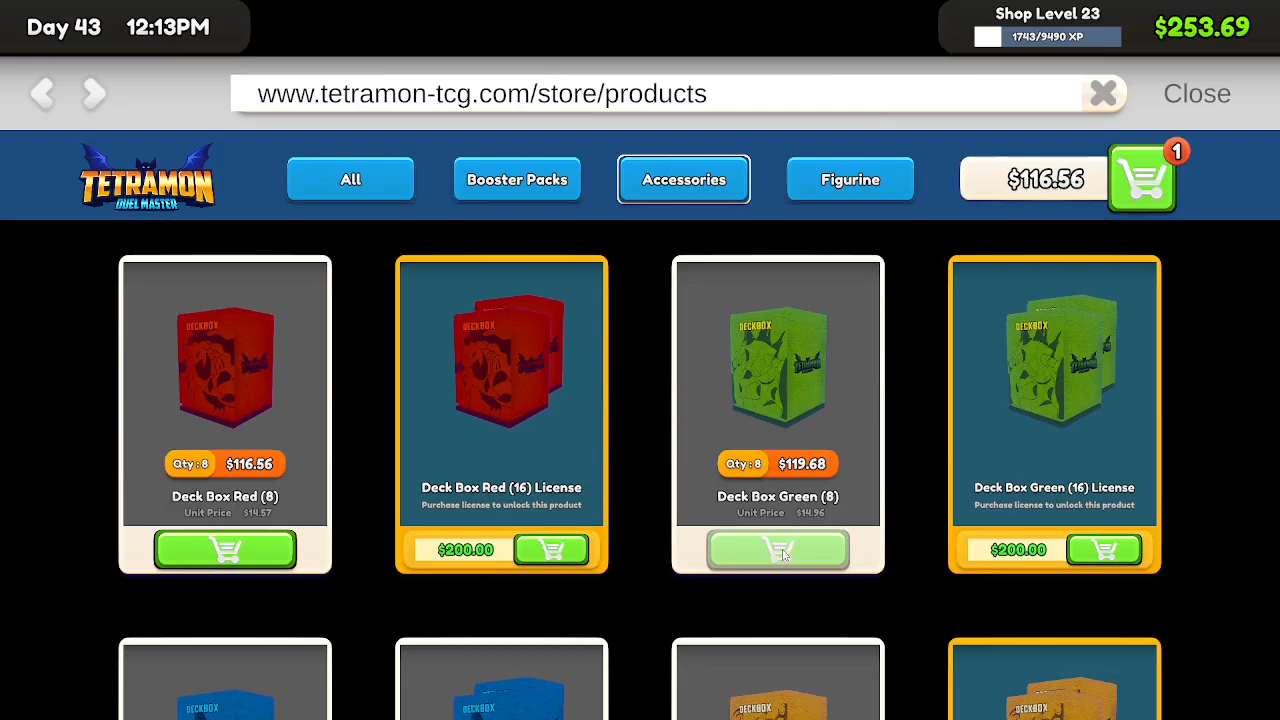 Day 43 12:13PM
Shop Level 23
1743/9490 XP
$253.69
www.tetramon-tcg.com/store/products
Close
TETRAMON
DUEL MASTER
All
Booster Packs
Accessories
Figurine
$116.56
1
DECKBOX
DECKBOX
DECKBOX
DECKBOX
Qty : 8 $116.56
Deck Box Red (8)
Unit Price $14.57
Deck Box Red (16) License
Purchase license to unlock this product
$200.00
Qty : 8 $119.68
Deck Box Green (8)
Unit Price $14.96
Deck Box Green (16) License
Purchase license to unlock this product
$200.00
DECKBOX
DECKBOX
DECKBOX
DECKBOX